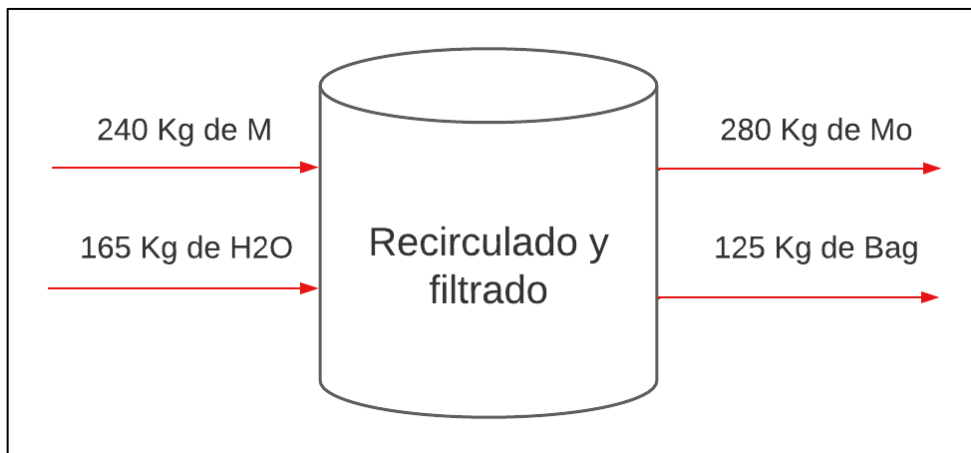 240 Kg de M
280 Kg de Mo
165 Kg de H2O
125 Kg de Bag
Recirculado y
filtrado